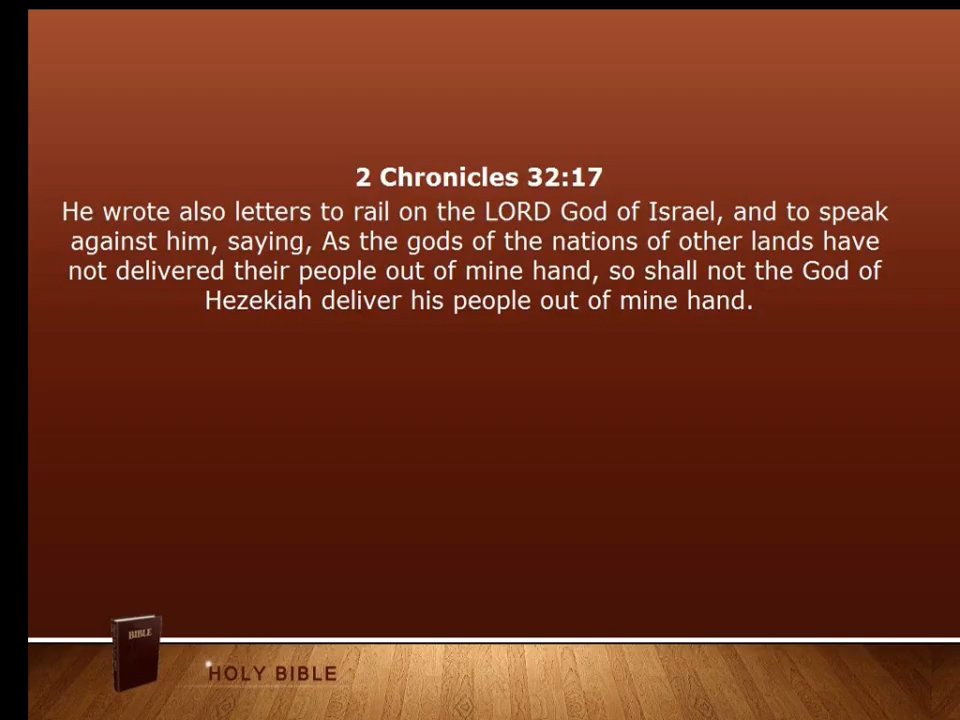 2 Chronicles 32:17
He wrote also letters to rail on the LORD God of Israel, and to speak
against him, saying, As the gods of the nations of other lands have
not delivered their people out of mine hand, so shall not the God of
Hezekiah deliver his people out of mine hand.
BIBLE
HOLY BIBLE